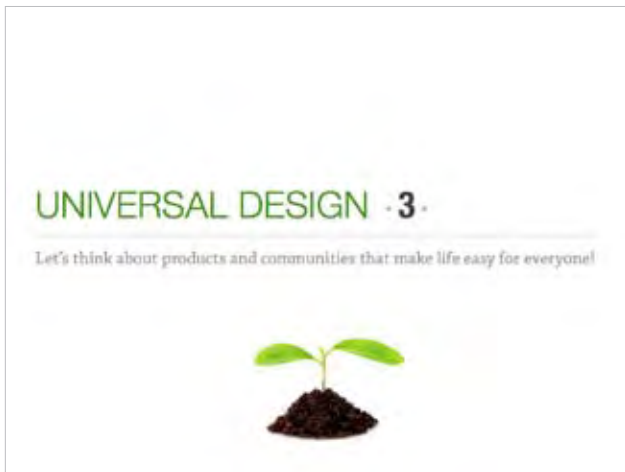 UNIVERSAL DESIGN ·3·
Let's think about products and communities that make life easy for everyone!